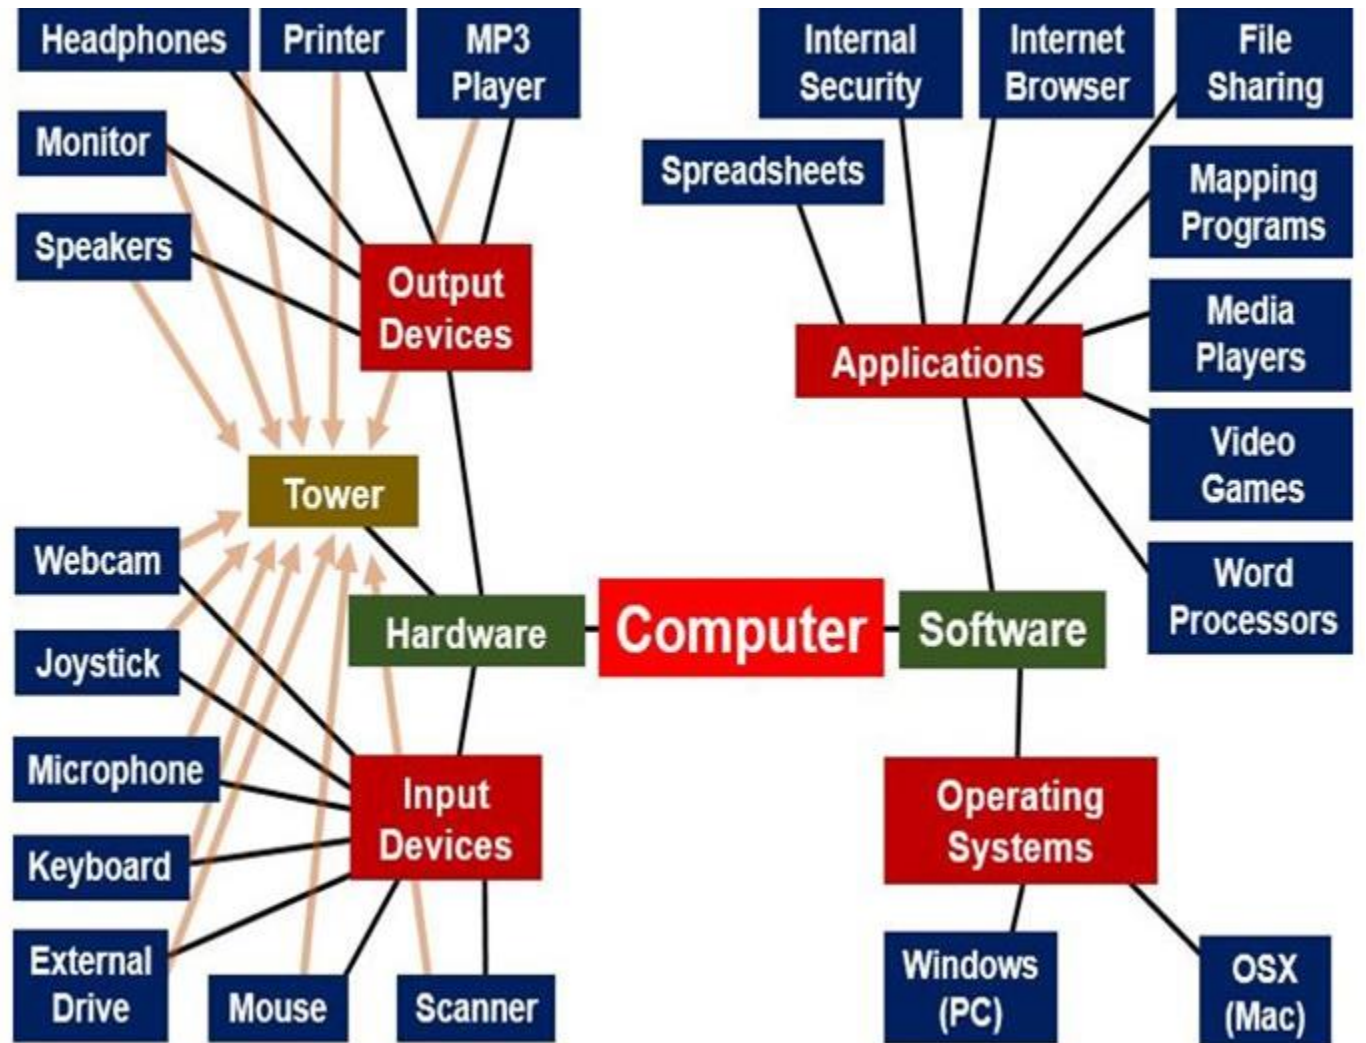 Headphones
Printer
MP3
Player
Monitor
Speakers
Output
Devices
Tower
Webcam
Joystick
Microphone
Keyboard
External
Drive
Mouse
Scanner
Input
Devices
Hardware
Computer
Software
Internal
Security
Internet
Browser
File
Sharing
Spreadsheets
Mapping
Programs
Media
Players
Applications
Video
Games
Word
Processors
Operating
Systems
Windows
(PC)
OSX
(Mac)